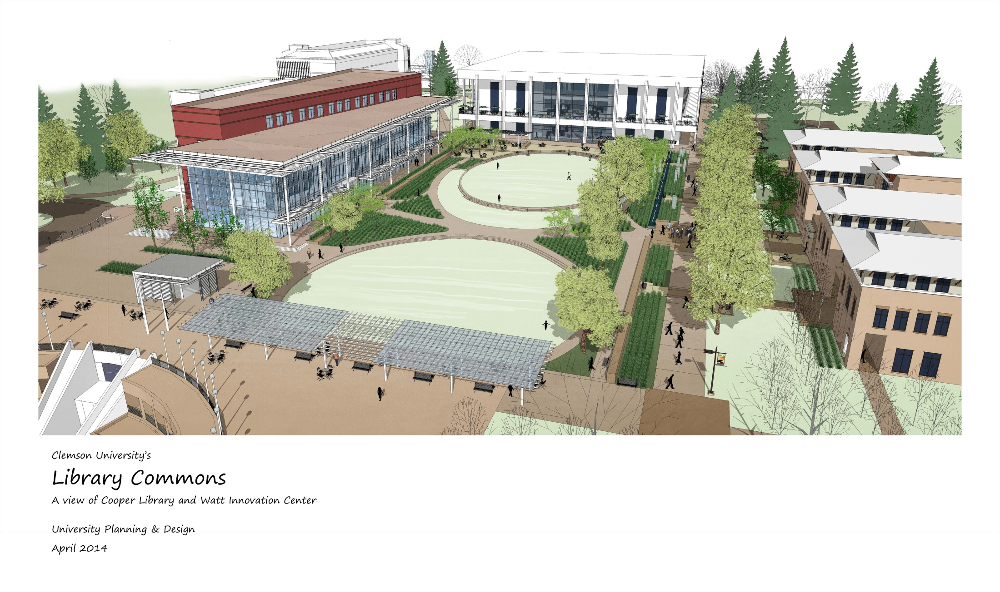 Clemson University's
Library Commons
A view of Cooper Library and Watt Innovation Center
University Planning & Design
April 2014